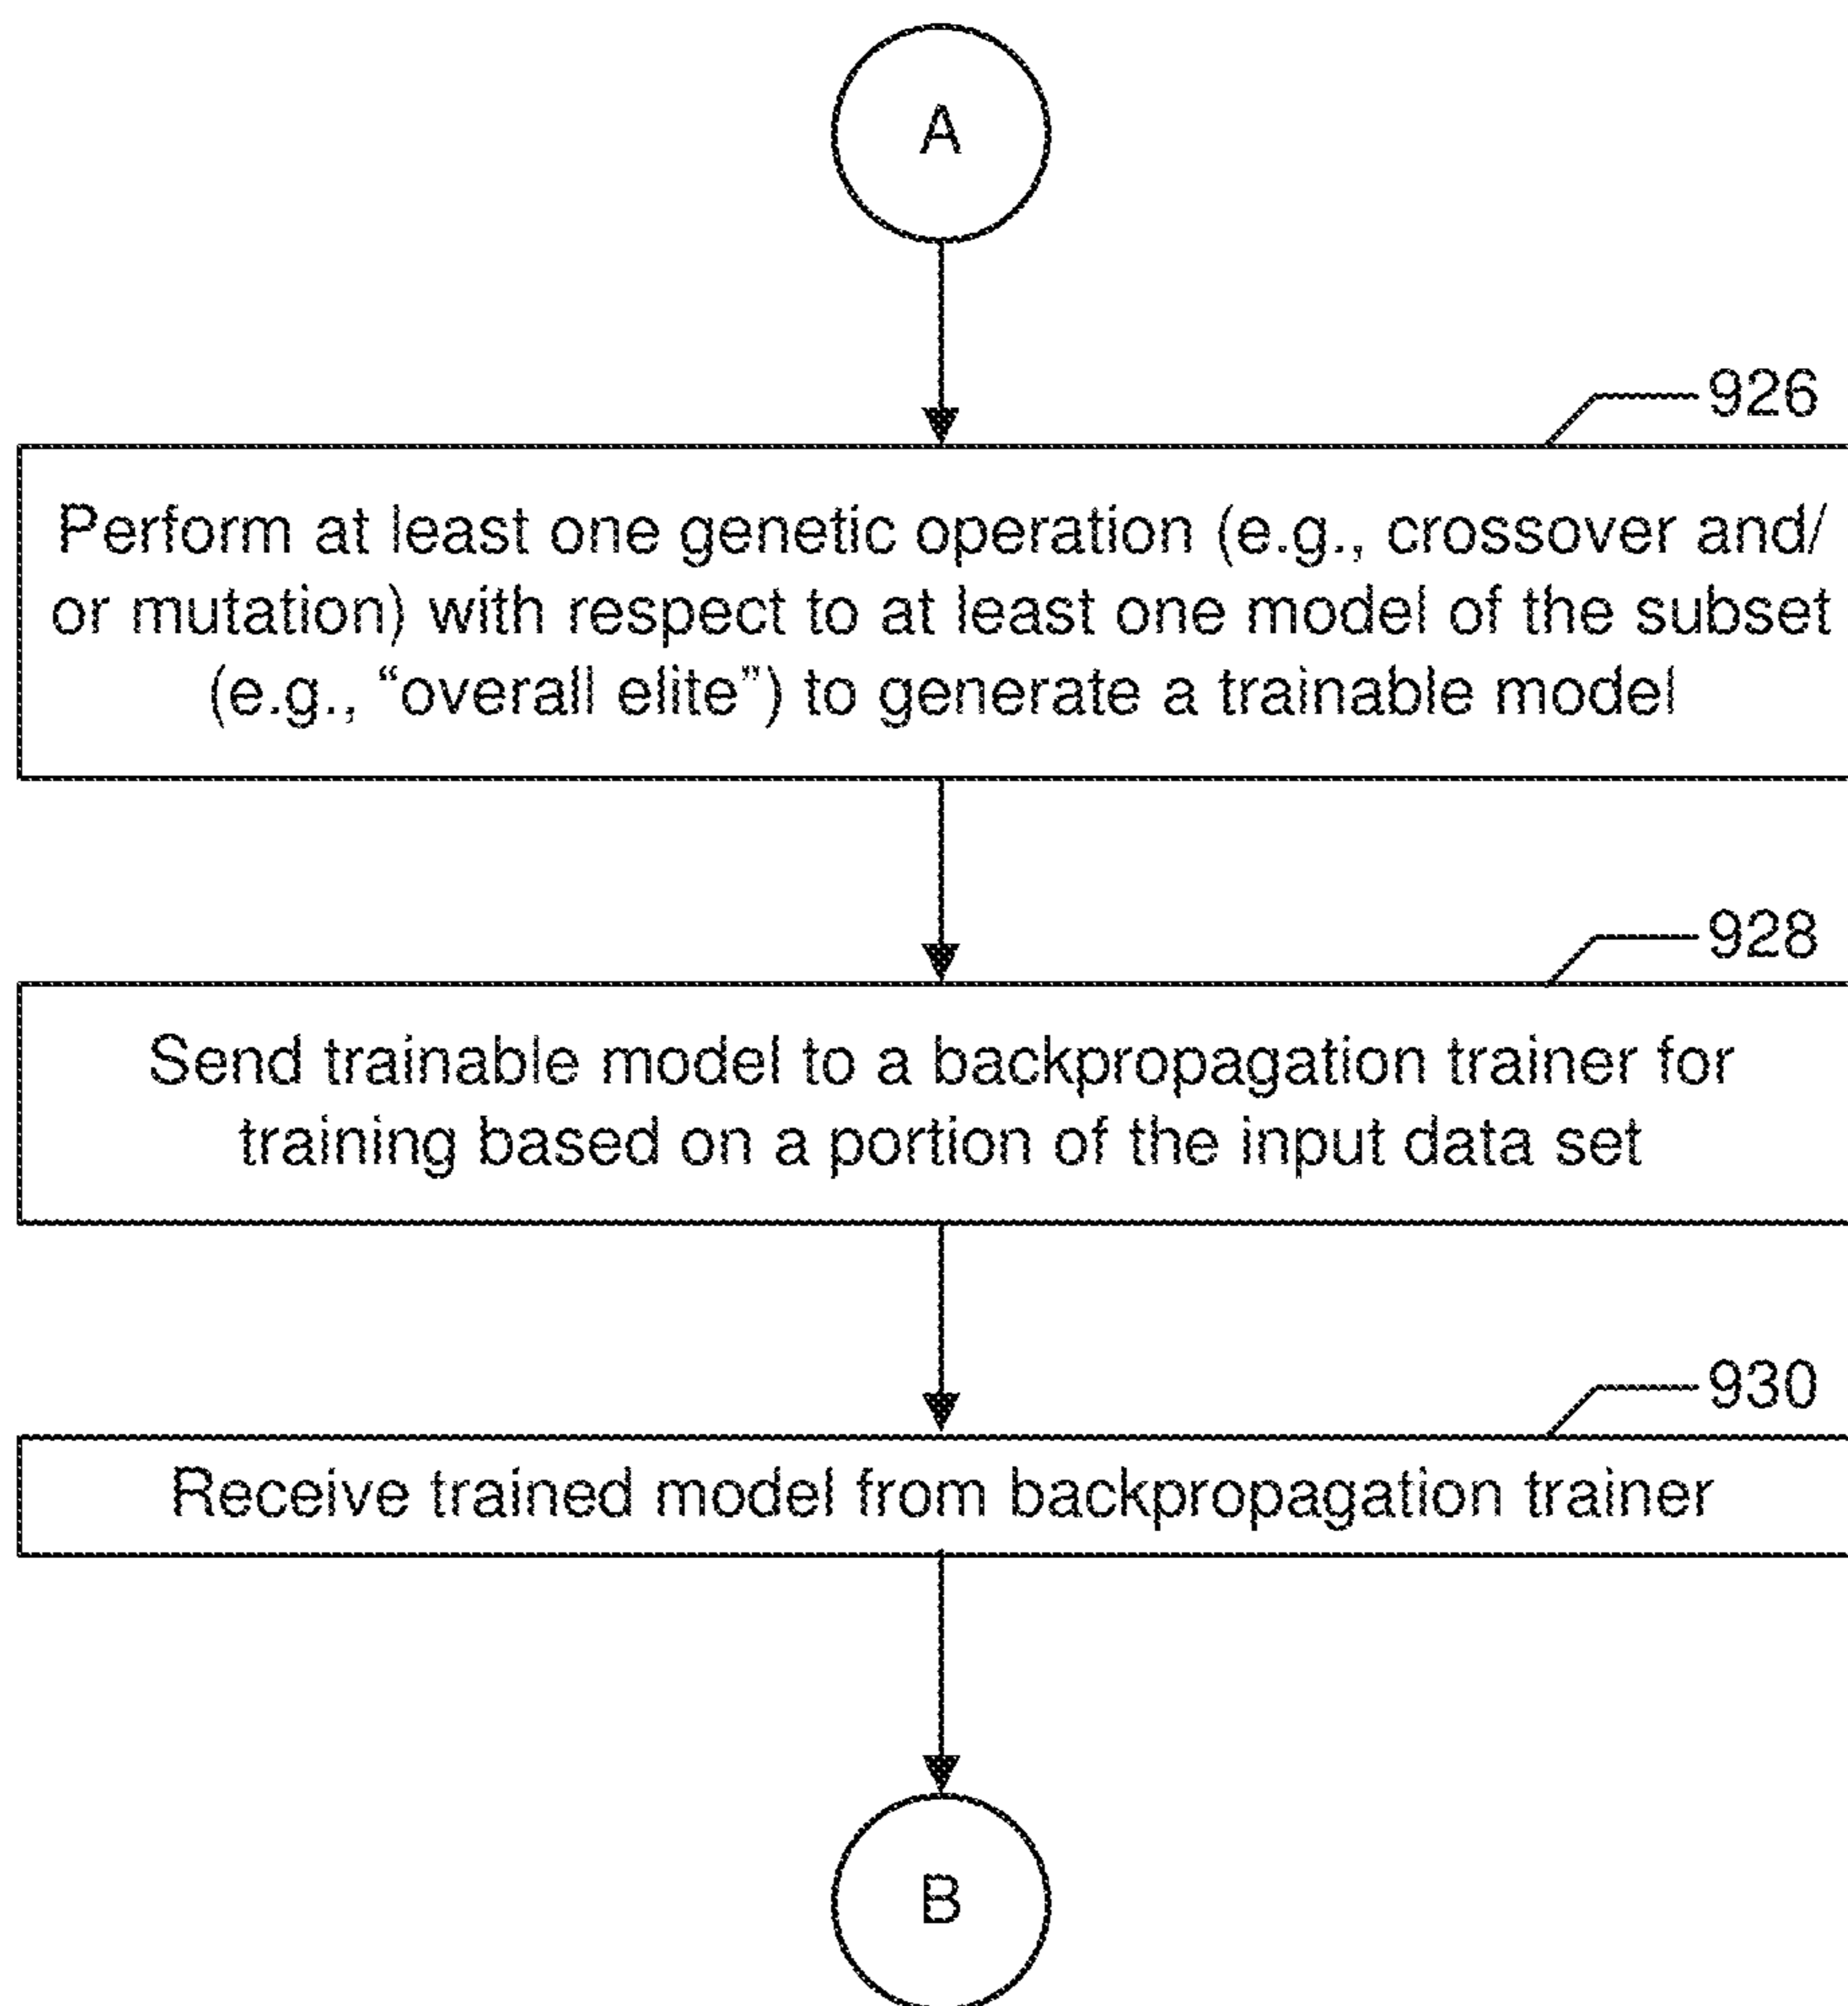 A
926
Perform at least one genetic operation (e.g., crossover and/
or mutation) with respect to at least one model of the subset
(e.g., “overall elite”) to generate a trainable model
928
Send trainable model to a backpropagation trainer for
training based on a portion of the input data set
930
Receive trained model from backpropagation trainer
B